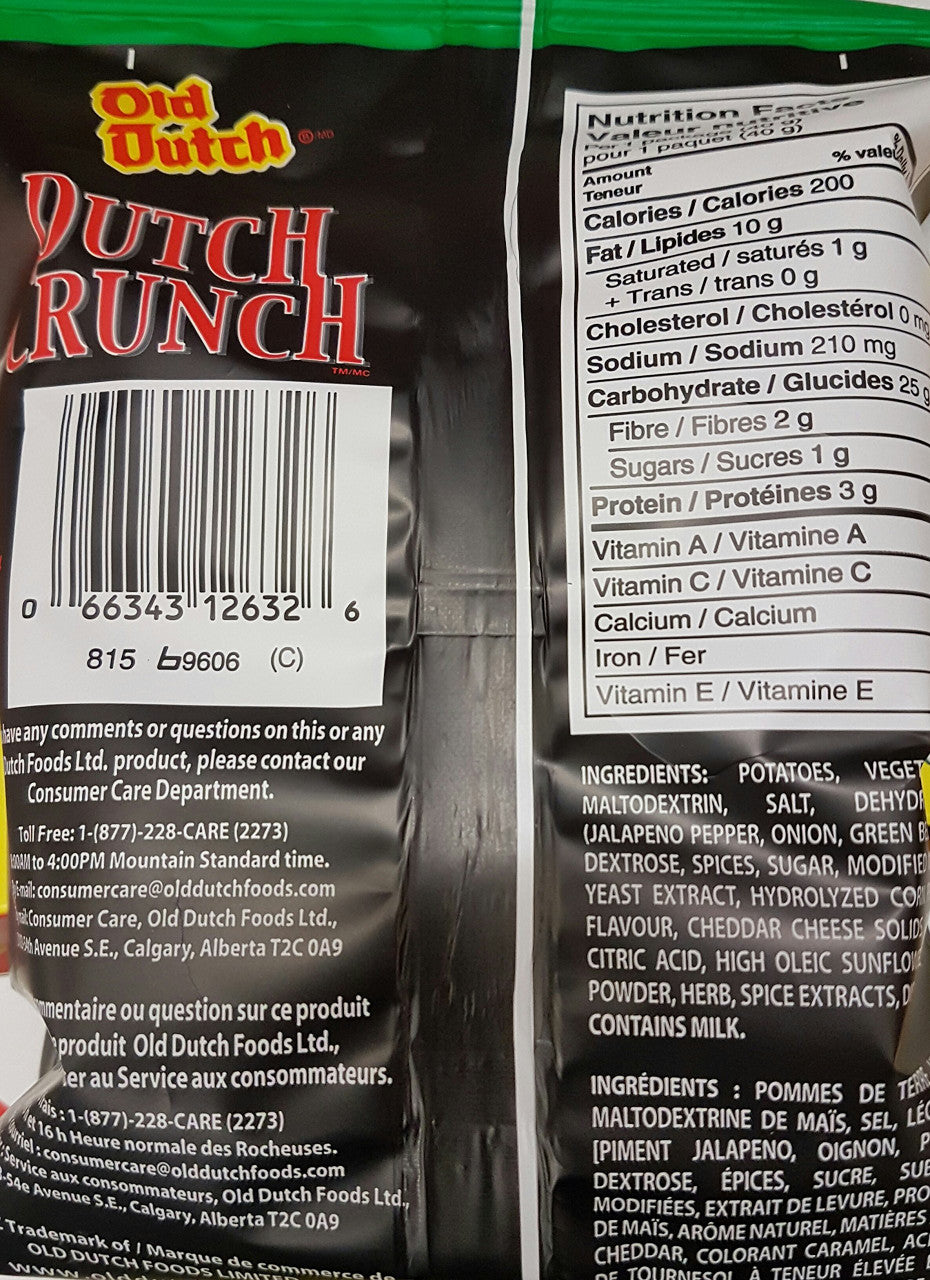 Old
Dutch ® MD
DUTCH
CRUNCH
TM/MC
0 66343 12632 6
815 69606 (C)
have any comments or questions on this or any
Dutch Foods Ltd. product, please contact our
Consumer Care Department.
Toll Free: 1-(877)-228-CARE (2273)
to 4:00PM Mountain Standard time.
consumercare@olddutchfoods.com
Consumer Care, Old Dutch Foods Ltd.,
Avenue S.E., Calgary, Alberta T2C 0A9
ou question sur ce produit
produit Old Dutch Foods Ltd.,
au Service aux consommateurs.
1-(877)-228-CARE (2273)
et 16 h Heure normale des Rocheuses.
consumercare@olddutchfoods.com
Service aux consommateurs, Old Dutch Foods Ltd.,
-54e Avenue S.E., Calgary, Alberta T2C 0A9
Trademark of / Marque de commerce de
OLD DUTCH FOODS LIMITED
Nutrition Facts
Valeur nutritive
pour 1 paquet (40 g)
Amount
Teneur
% 
Calories / Calories 200
Fat / Lipides 10 g
Saturated / saturés 1 g
+ Trans / trans 0 g
Cholesterol / Cholestérol 0 mg
Sodium / Sodium 210 mg
Carbohydrate / Glucides 25 g
Fibre / Fibres 2 g
Sugars / Sucres 1 g
Protein / Protéines 3 g
Vitamin A / Vitamine A
Vitamin C / Vitamine C
Calcium / Calcium
Iron / Fer
Vitamin E / Vitamine E
INGREDIENTS: POTATOES,
MALTODEXTRIN, SALT,
(JALAPENO PEPPER, ONION, GREEN
DEXTROSE, SPICES, SUGAR, MODIFIED
YEAST EXTRACT, HYDROLYZED CORN
FLAVOUR, CHEDDAR CHEESE SOLIDS
CITRIC ACID, HIGH OLEIC
POWDER, HERB, SPICE EXTRACTS,
CONTAINS MILK.
INGRÉDIENTS : POMMES DE TERRE
MALTODEXTRINE DE MAÏS, SEL,
[PIMENT JALAPENO, OIGNON,
DEXTROSE, ÉPICES, SUCRE,
MODIFIÉES, EXTRAIT DE LEVURE,
DE MAÏS, ARÔME NATUREL, MATIÈRES
CHEDDAR, COLORANT CARAMEL,
DE TOURNESOL À TENEUR ÉLEVÉE